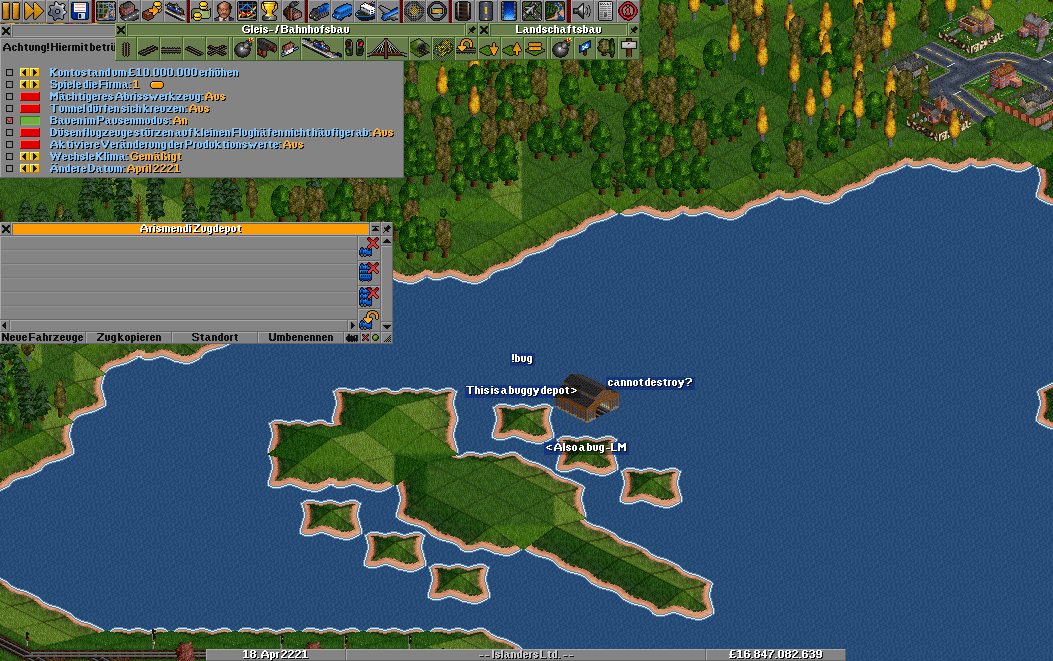 Gleis- / Bahnhofsbau
Landschaftsbau
Achtung! Hiermit betrü
Kontostand um £10.000.000 erhöhen
Spiele die Firma: 1
Mächtigeres Abrisswerkzeug: Aus
Tunnel dürfen sich kreuzen: Aus
Bauen im Pausenmodus: An
Düsenflugzeuge stürzen auf kleinen Flughäfen nicht häufiger ab: Aus
Aktiviere Veränderung der Produktionswerte: Aus
Wechsle Klima: Gemäßigt
Ändere Datum: April 2221
Arismendi Zugdepot
Neue Fahrzeuge
Zug kopieren
Standort
Umbenennen
!bug
cannot destroy?
This is a buggy depot >
< Also a bug -LM
18. Apr 2221
-- Islanders Ltd. --
£16.847.082.639